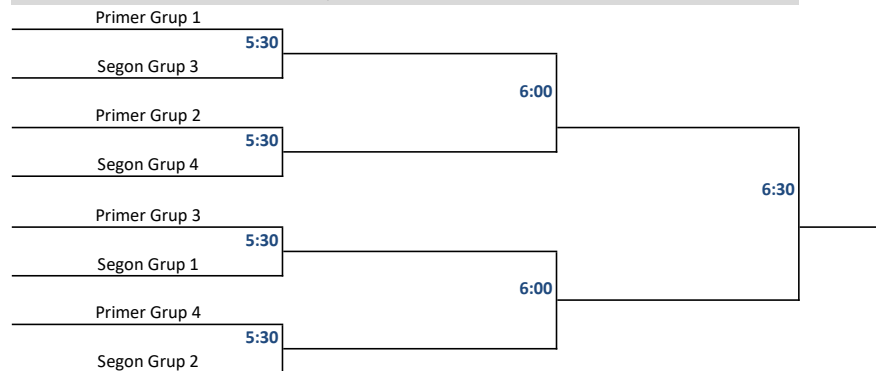 Primer Grup 1
5:30
Segon Grup 3
6:00
Primer Grup 2
5:30
Segon Grup 4
6:30
Primer Grup 3
5:30
Segon Grup 1
6:00
Primer Grup 4
5:30
Segon Grup 2